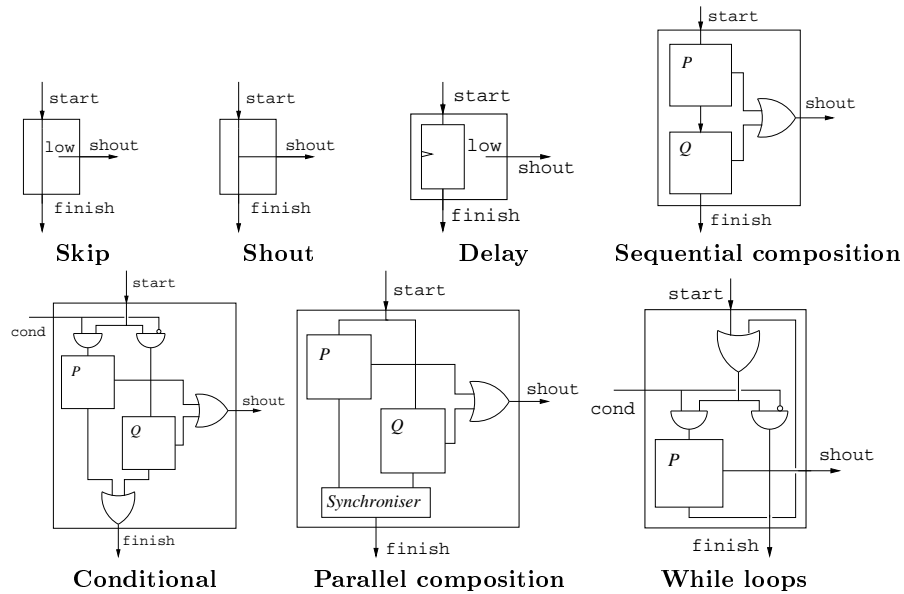 start
low
shout
finish
Skip
start
shout
finish
Shout
start
low
shout
finish
Delay
start
P
Q
shout
finish
Sequential composition
start
cond
P
Q
shout
finish
Conditional
start
P
Q
shout
Synchroniser
finish
Parallel composition
start
cond
P
shout
finish
While loops